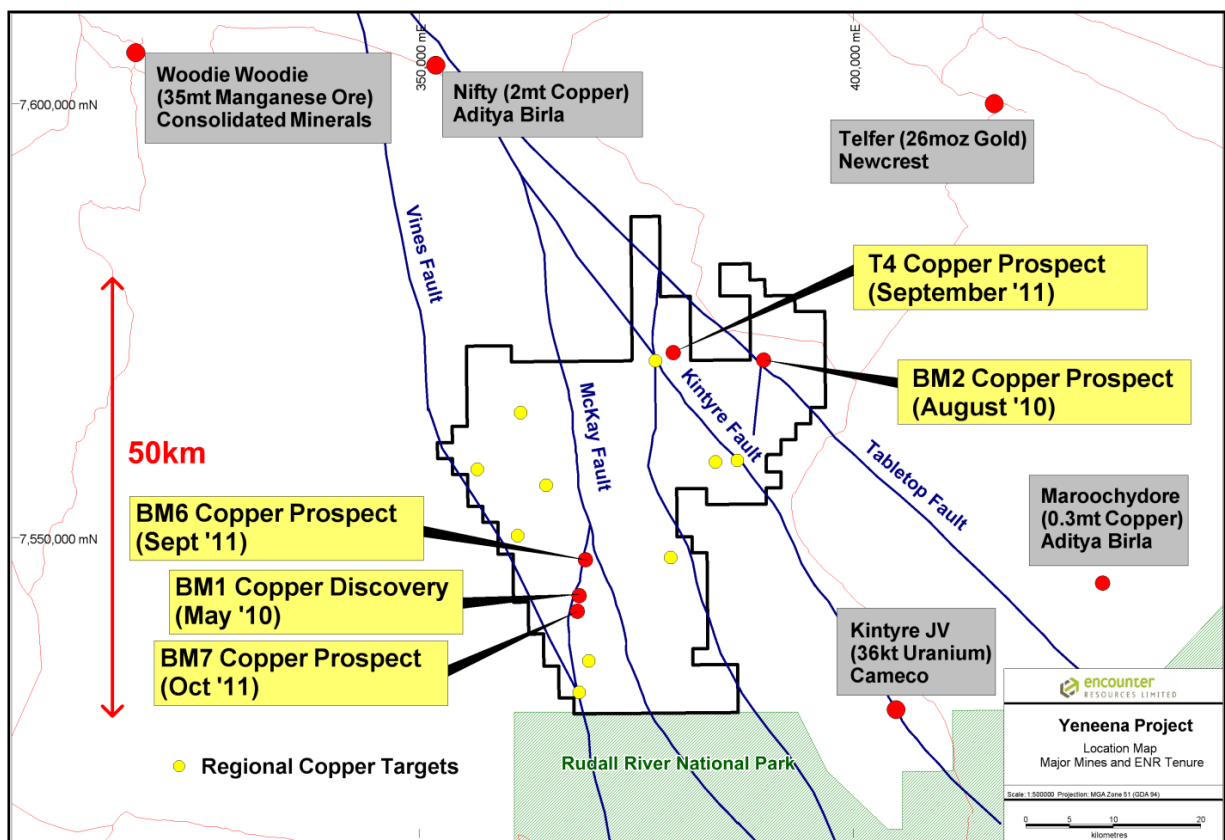 350,000 mE
400,000 mE
7,600,000 mN
7,550,000 mN
Woodie Woodie
(35mt Manganese Ore)
Consolidated Minerals
Nifty (2mt Copper)
Aditya Birla
Telfer (26moz Gold)
Newcrest
Vines Fault
T4 Copper Prospect
(September '11)
BM2 Copper Prospect
(August '10)
McKay Fault
Kintyre Fault
Tabletop Fault
50km
BM6 Copper Prospect
(Sept '11)
BM1 Copper Discovery
(May '10)
BM7 Copper Prospect
(Oct '11)
Maroochydore
(0.3mt Copper)
Aditya Birla
Kintyre JV
(36kt Uranium)
Cameco
Regional Copper Targets
Rudall River National Park
encounter
RESOURCES LIMITED
Yeneena Project
Location Map
Major Mines and ENR Tenure
Scale: 1:500000 Projection: MGA Zone 51 (GDA 94)
0 5 10 20
kilometres